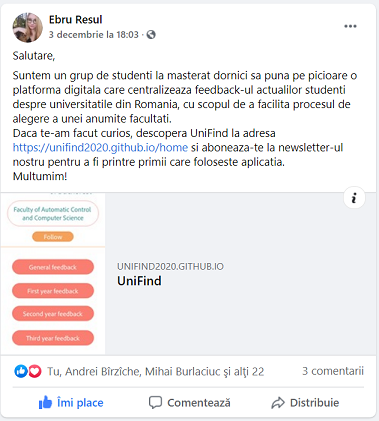 Ebru Resul
3 decembrie la 18:03 ·
Salutare,
Suntem un grup de studenti la masterat dornici sa puna pe picioare o
platforma digitala care centralizeaza feedback-ul actualilor studenti
despre universitatile din Romania, cu scopul de a facilita procesul de
alegere a unei anumite facultati.
Daca te-am facut curios, descopera UniFind la adresa
https://unifind2020.github.io/home si aboneaza-te la newsletter-ul
nostru pentru a fi printre primii care foloseste aplicatia.
Multumim!
Faculty of Automatic Control
and Computer Science
Follow
General feedback
First year feedback
Second year feedback
Third year feedback
UNIFIND2020.GITHUB.IO
UniFind
Tu, Andrei Bîrzîche, Mihai Burlaciuc şi alţi 22
3 comentarii
Îmi place
Comentează
Distribuie